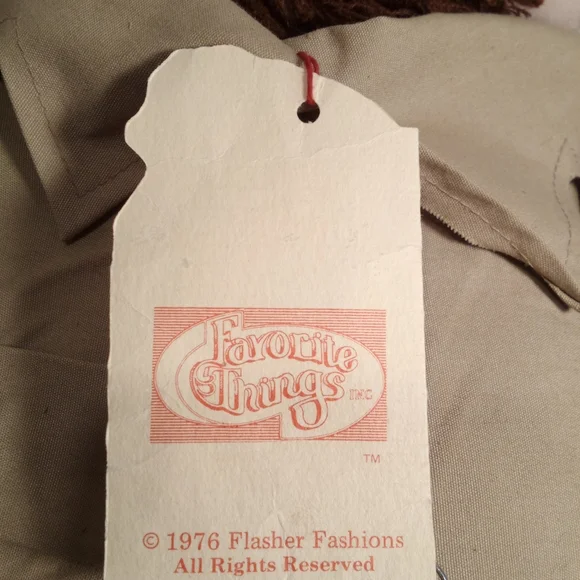 Favorite
Things INC
TM
© 1976 Flasher Fashions
All Rights Reserved